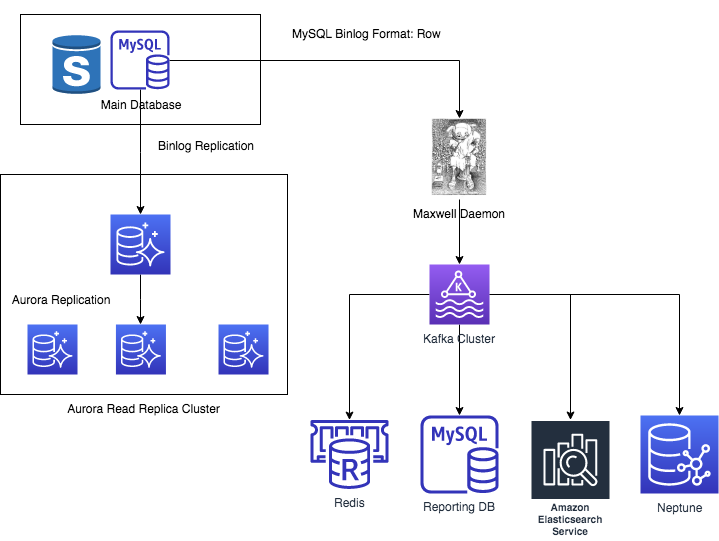 MySQL Binlog Format: Row
S
MySQL
Main Database
Binlog Replication
Maxwell Daemon
Aurora Replication
K
Kafka Cluster
Aurora Read Replica Cluster
R
MySQL
Redis
Reporting DB
Amazon
Elasticsearch
Service
Neptune